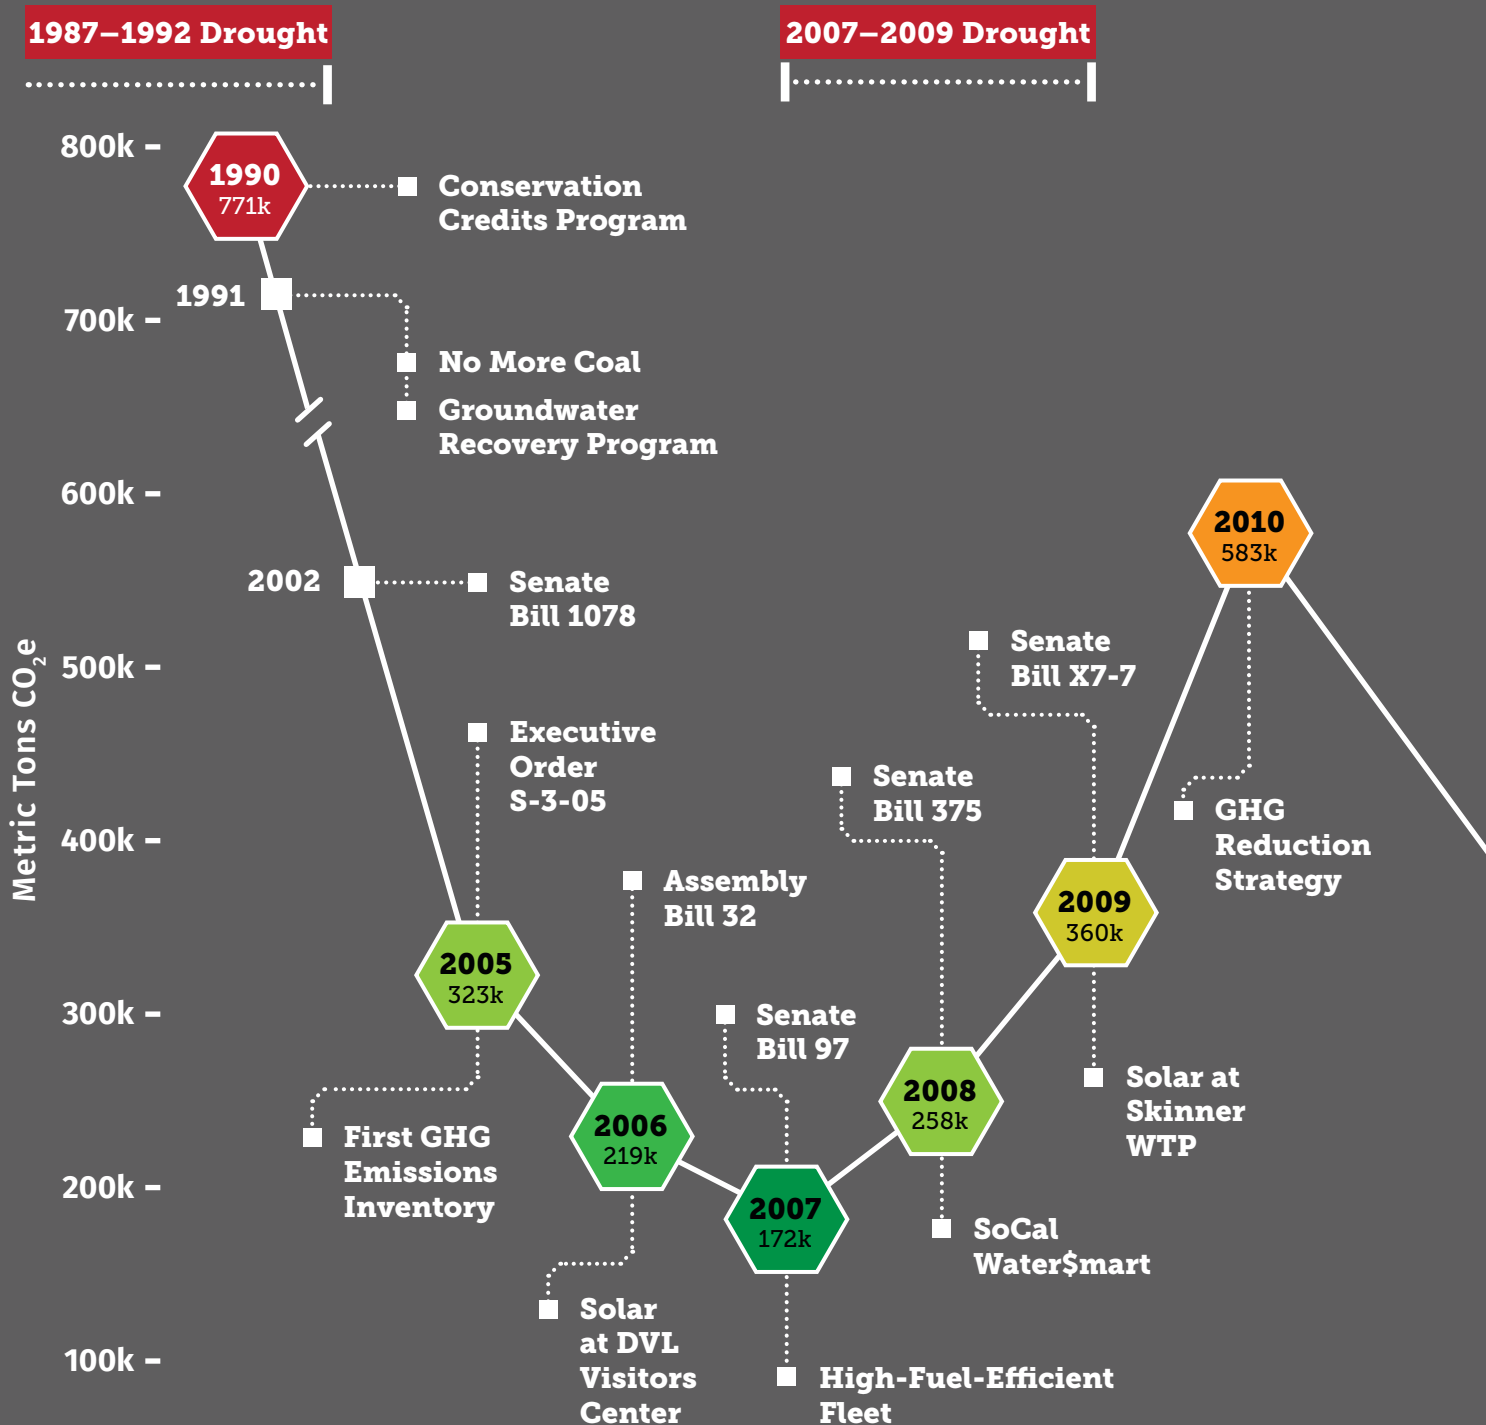 1987–1992 Drought
2007–2009 Drought
Metric Tons CO₂e
800k
700k
600k
500k
400k
300k
200k
100k
1990
771k
Conservation
Credits Program
1991
No More Coal
Groundwater
Recovery Program
2002
Senate
Bill 1078
Executive
Order
S-3-05
2005
323k
First GHG
Emissions
Inventory
Assembly
Bill 32
2006
219k
Solar
at DVL
Visitors
Center
Senate
Bill 97
2007
172k
High-Fuel-Efficient
Fleet
Senate
Bill 375
2008
258k
SoCal
Water$mart
Senate
Bill X7-7
2009
360k
Solar at
Skinner
WTP
2010
583k
GHG
Reduction
Strategy